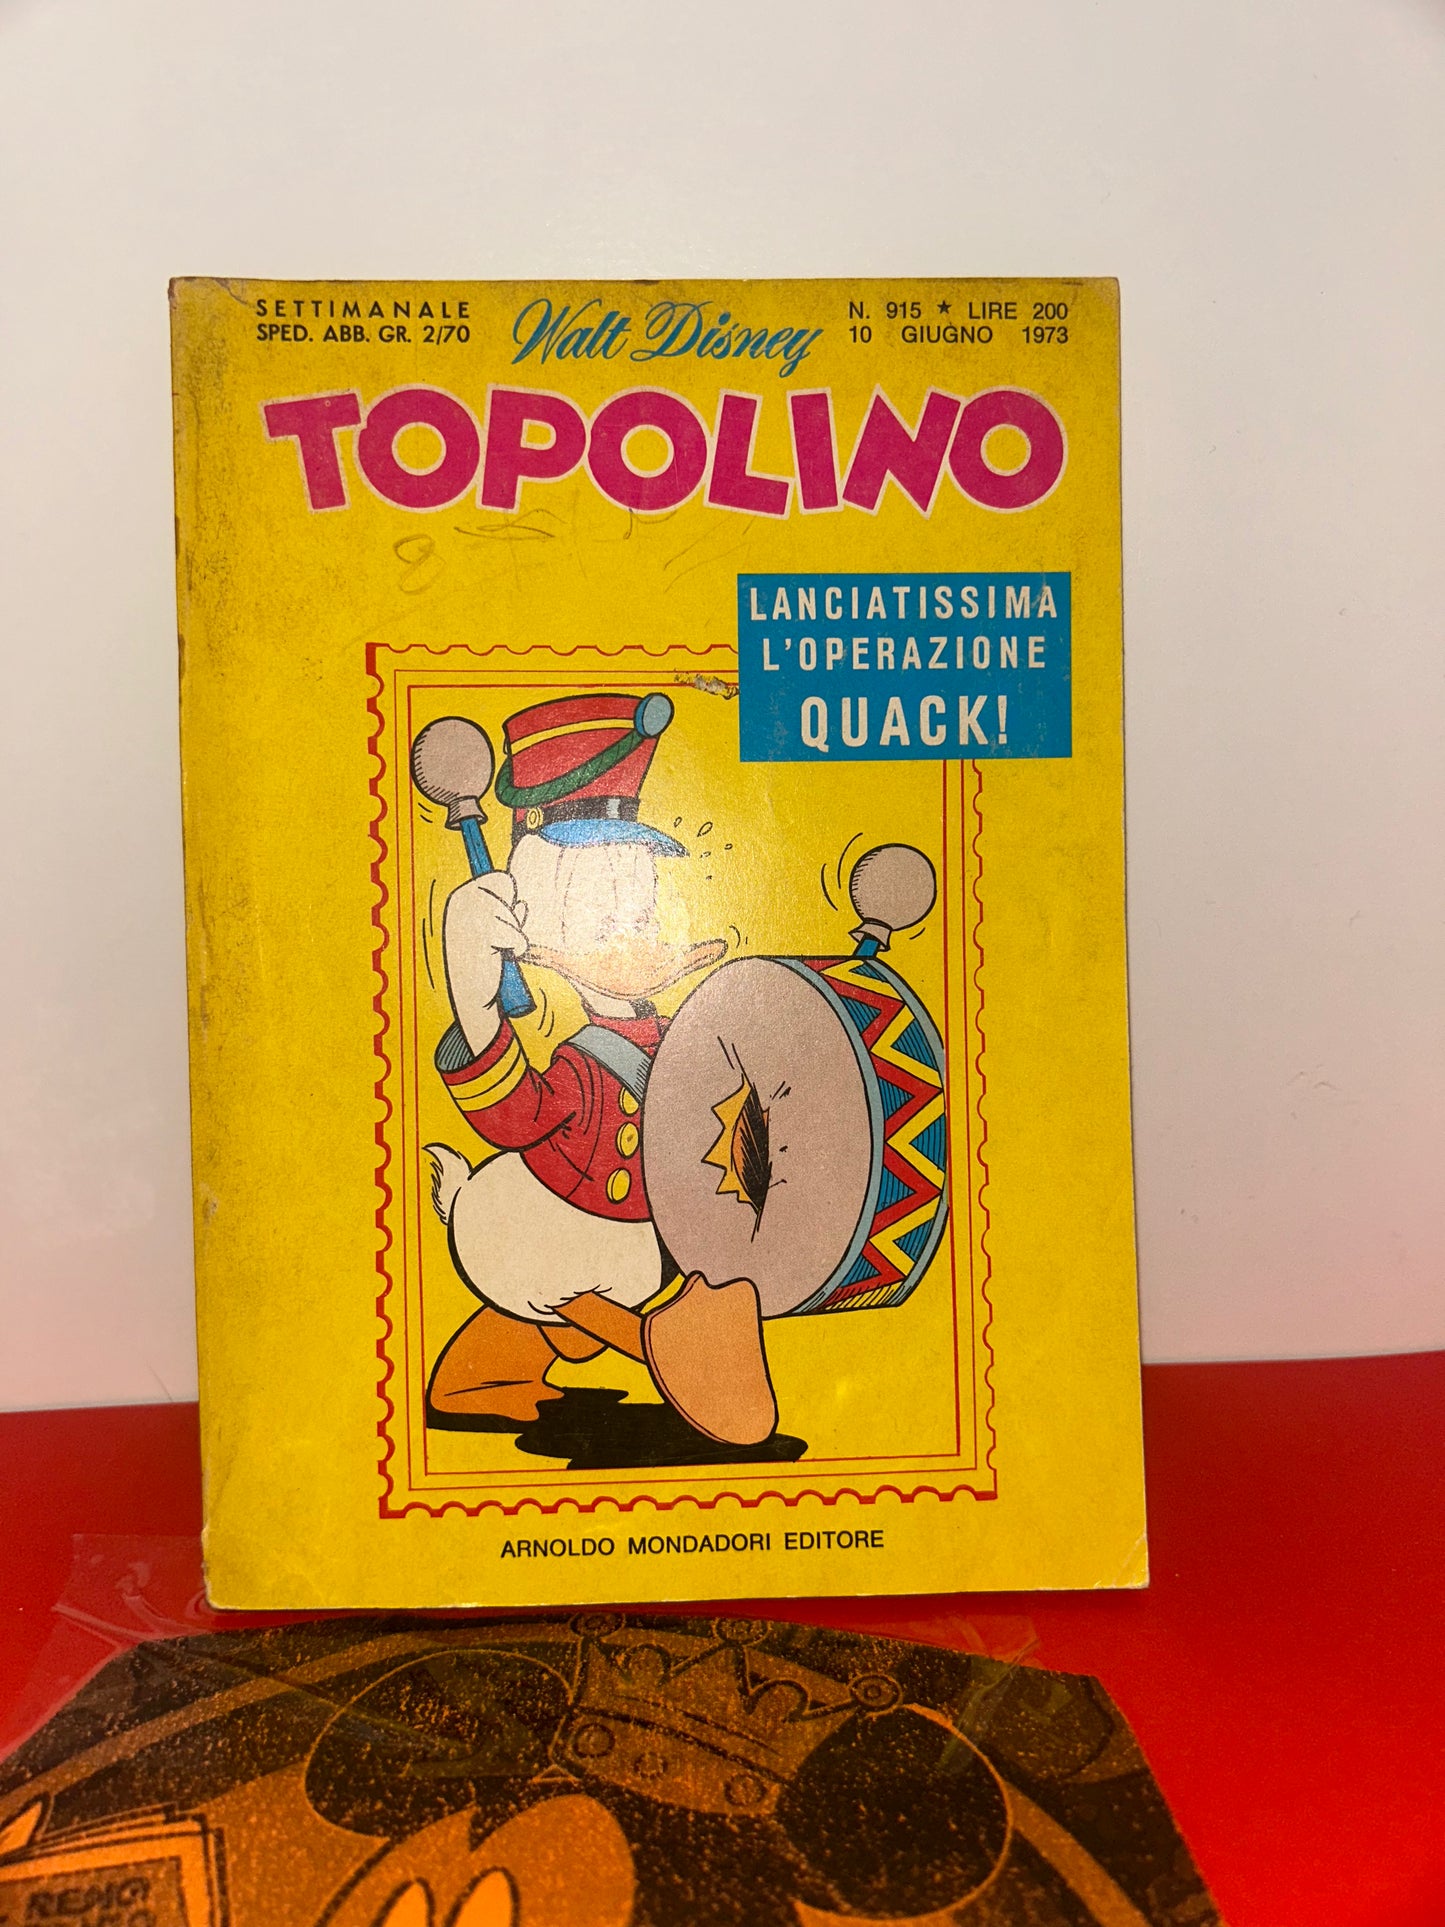 SETTIMANALE
SPED. ABB. GR. 2/70
Walt Disney
N. 915 ★ LIRE 200
10 GIUGNO 1973
TOPOLINO
LANCIATISSIMA
L'OPERAZIONE
QUACK!
ARNOLDO MONDADORI EDITORE